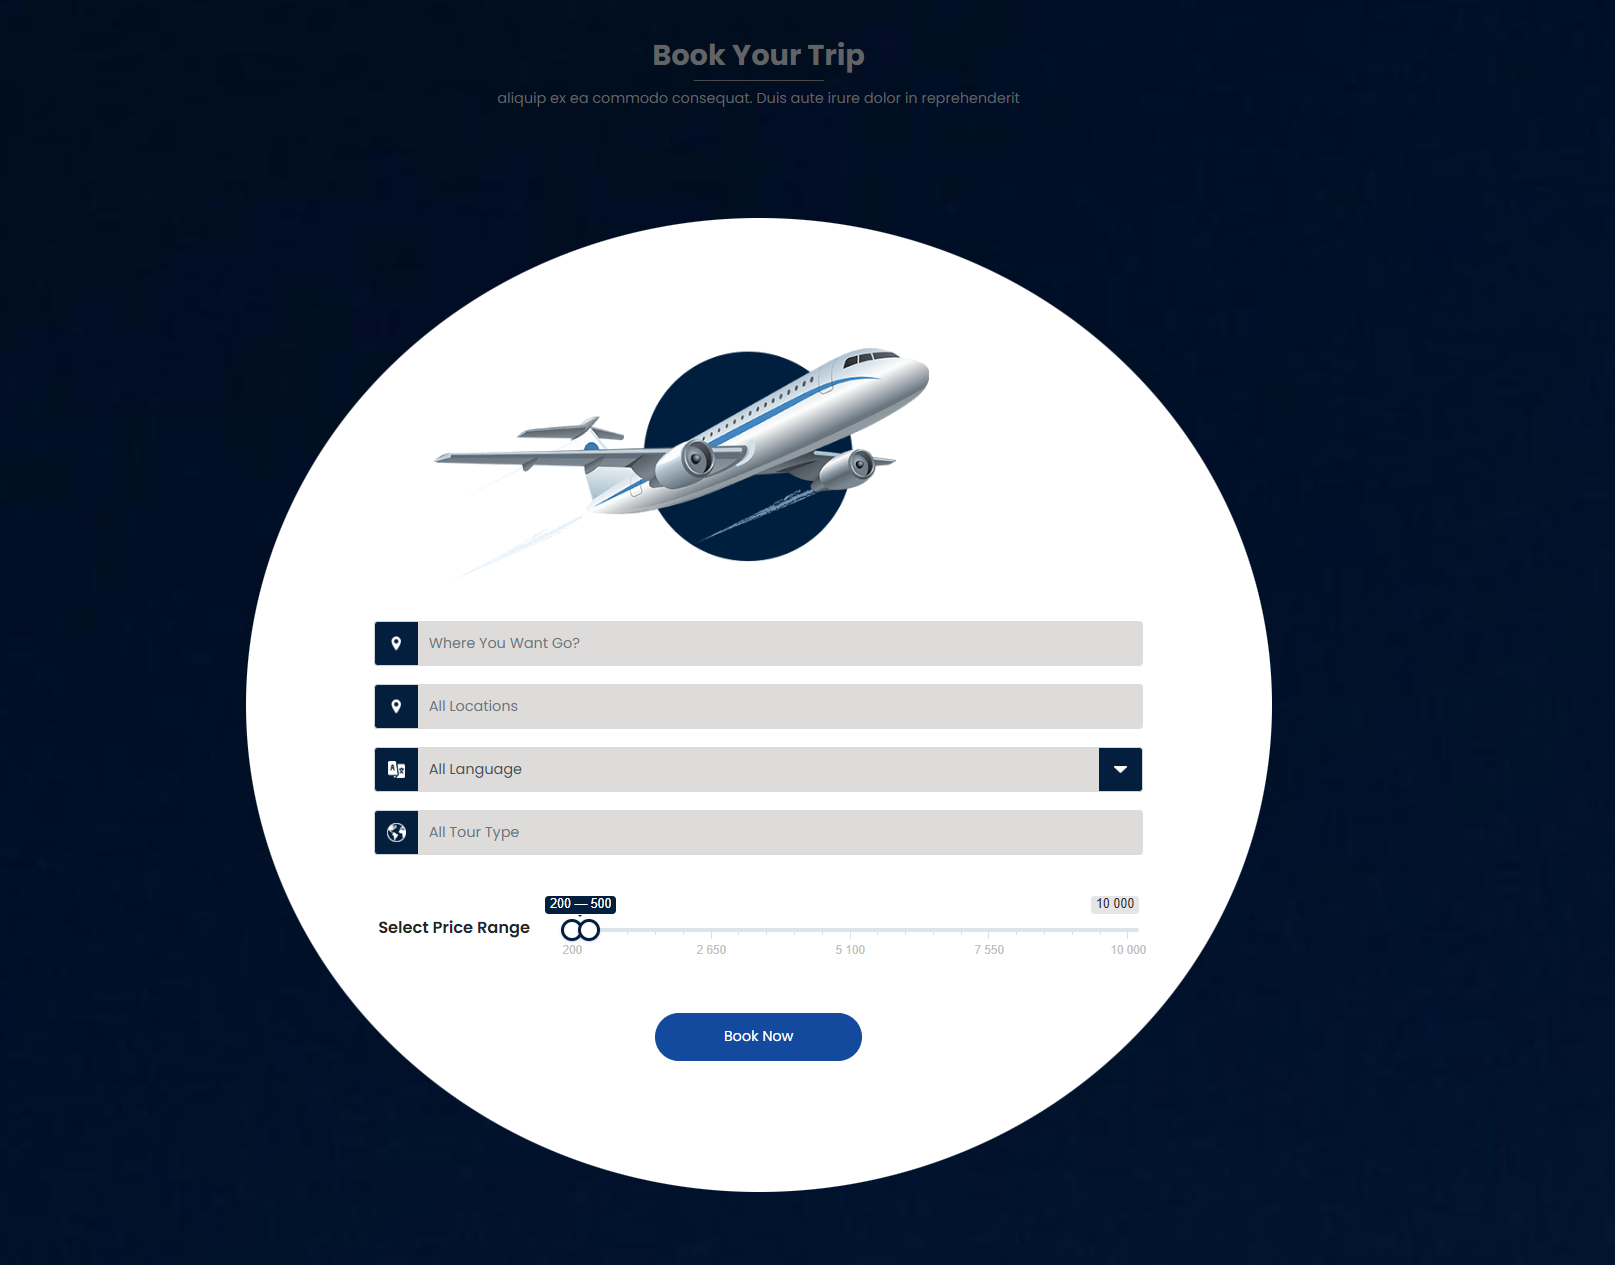 Book Your Trip
aliquip ex ea commodo consequat. Duis aute irure dolor in reprehenderit
Where You Want Go?
All Locations
All Language
All Tour Type
200 — 500
10 000
Select Price Range
200
2 650
5 100
7 550
10 000
Book Now